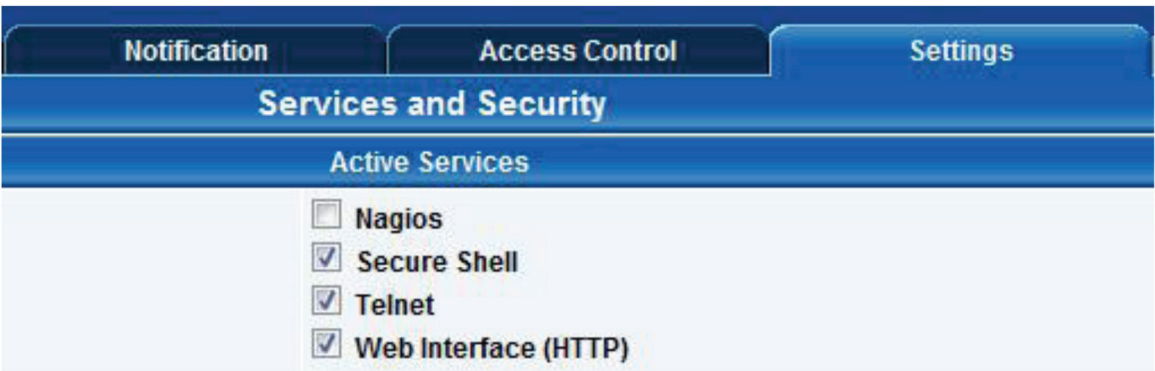 Notification Access Control Settings
Services and Security
Active Services
Nagios
Secure Shell
Telnet
Web Interface (HTTP)